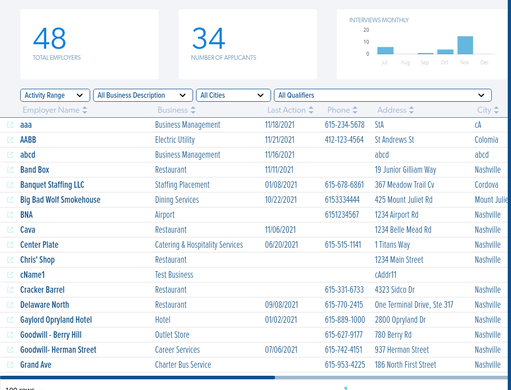 48
TOTAL EMPLOYERS
34
NUMBER OF APPLICANTS
INTERVIEWS MONTHLY
20
10
0
Jul Aug Sep Oct Nov Dec
Activity Range All Business Description All Cities All Qualifiers
Employer Name Business Last Action Phone Address City
aaa Business Management 11/18/2021 615-234-5678 StA cA
AABB Electric Utility 11/21/2021 412-123-4564 St Andrews St Colomia
abcd Business Management 11/16/2021 abcd abcd
Band Box Restaurant 11/11/2021 19 Junior Gilliam Way Nashville
Banquet Staffing LLC Staffing Placement 01/08/2021 615-678-6861 367 Meadow Trail Cv Cordova
Big Bad Wolf Smokehouse Dining Services 10/22/2021 6153334444 425 Mount Juliet Rd Mount Julie
BNA Airport 6151234567 1234 Airport Rd Nashville
Cava Restaurant 11/06/2021 1234 Belle Mead Rd Nashville
Center Plate Catering & Hospitality Services 06/20/2021 615-515-1141 1 Titans Way Nashville
Chris' Shop Restaurant 1234 Main Street Nashville
cName1 Test Business cAddr11
Cracker Barrel Restaurant 615-331-6733 4323 Sidco Dr Nashville
Delaware North Restaurant 09/08/2021 615-770-2415 One Terminal Drive, Ste 317 Nashville
Gaylord Opryland Hotel Hotel 01/02/2021 615-889-1000 2800 Opryland Dr Nashville
Goodwill - Berry Hill Outlet Store 615-627-9177 780 Berry Rd Nashville
Goodwill- Herman Street Career Services 07/06/2021 615-742-4151 937 Herman Street Nashville
Grand Ave Charter Bus Service 615-953-4225 186 North First Street Nashville